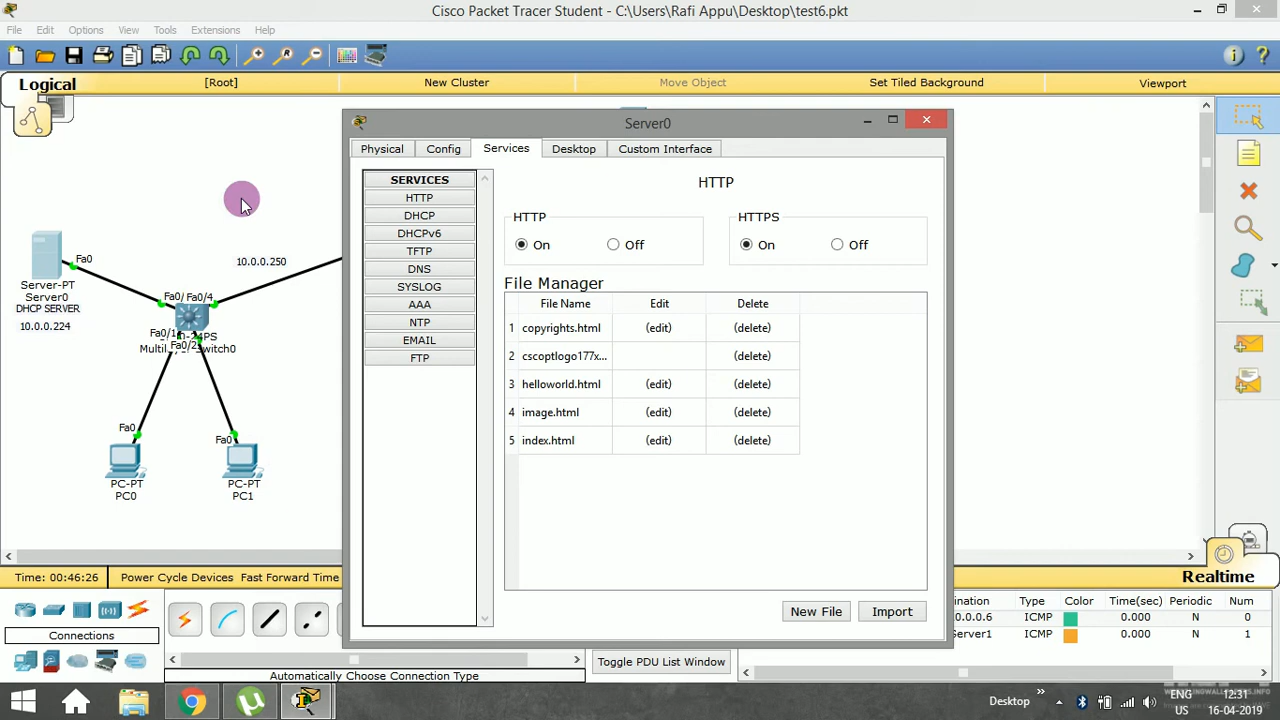 Cisco Packet Tracer Student - C:\Users\Rafi Appu\Desktop\test6.pkt
File Edit Options View Tools Extensions Help
Logical [Root] New Cluster Move Object Set Tiled Background Viewport
Server0
Physical Config Services Desktop Custom Interface
SERVICES
HTTP
DHCP
DHCPv6
TFTP
DNS
SYSLOG
AAA
NTP
EMAIL
FTP
HTTP
HTTP HTTPS
On Off On Off
File Manager
File Name Edit Delete
1 copyrights.html (edit) (delete)
2 cscoptlogo177x... (delete)
3 helloworld.html (edit) (delete)
4 image.html (edit) (delete)
5 index.html (edit) (delete)
New File Import
10.0.0.250
Fa0
Server-PT
Server0
DHCP SERVER
10.0.0.224
Fa0/ Fa0/4
Fa0/1 -24PS
Switch0
Fa0/2
Fa0 Fa0
PC-PT PC-PT
PC0 PC1
Time: 00:46:26 Power Cycle Devices Fast Forward Time
Realtime
Connections
Automatically Choose Connection Type
Toggle PDU List Window
ination Type Color Time(sec) Periodic Num
0.0.0.6 ICMP 0.000 N 0
Server1 ICMP 0.000 N 1
Desktop ENG 12:31
US 16-04-2019